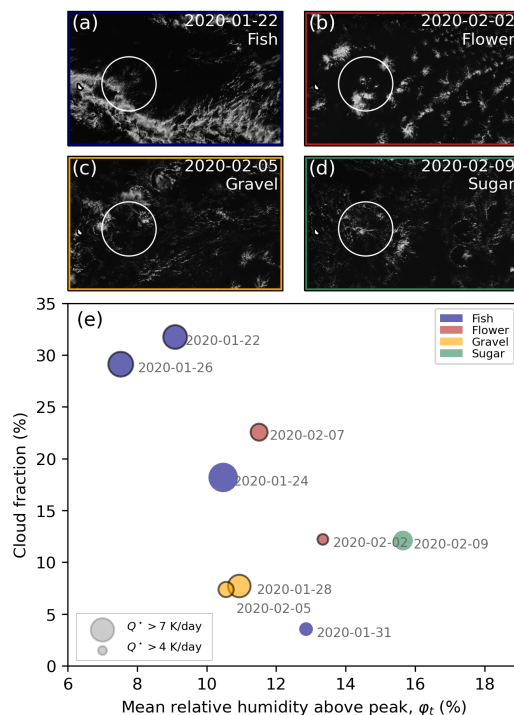 (a) 2020-01-22
Fish
(b) 2020-02-02
Flower
(c) 2020-02-05
Gravel
(d) 2020-02-09
Sugar
(e)
Fish
Flower
Gravel
Sugar
2020-01-22
2020-01-26
2020-02-07
2020-01-24
2020-02-02
2020-02-09
2020-01-28
2020-02-05
2020-01-31
Q* > 7 K/day
Q* > 4 K/day
35
30
25
20
15
10
5
0
Cloud fraction (%)
6 8 10 12 14 16 18
Mean relative humidity above peak, φt (%)